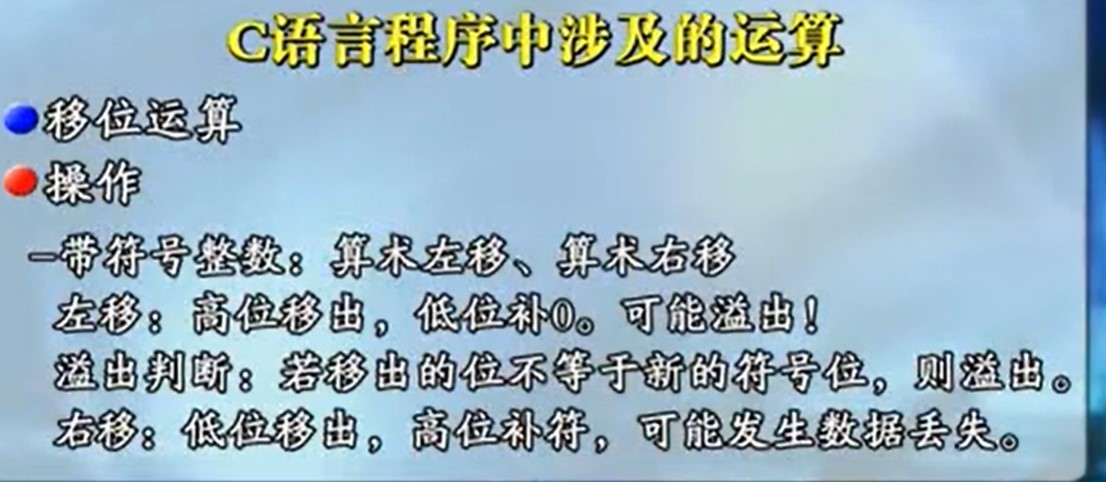 C语言程序中涉及的运算
移位运算
操作
—带符号整数：算术左移、算术右移
左移：高位移出，低位补0。可能溢出！
溢出判断：若移出的位不等于新的符号位，则溢出。
右移：低位移出，高位补符，可能发生数据丢失。